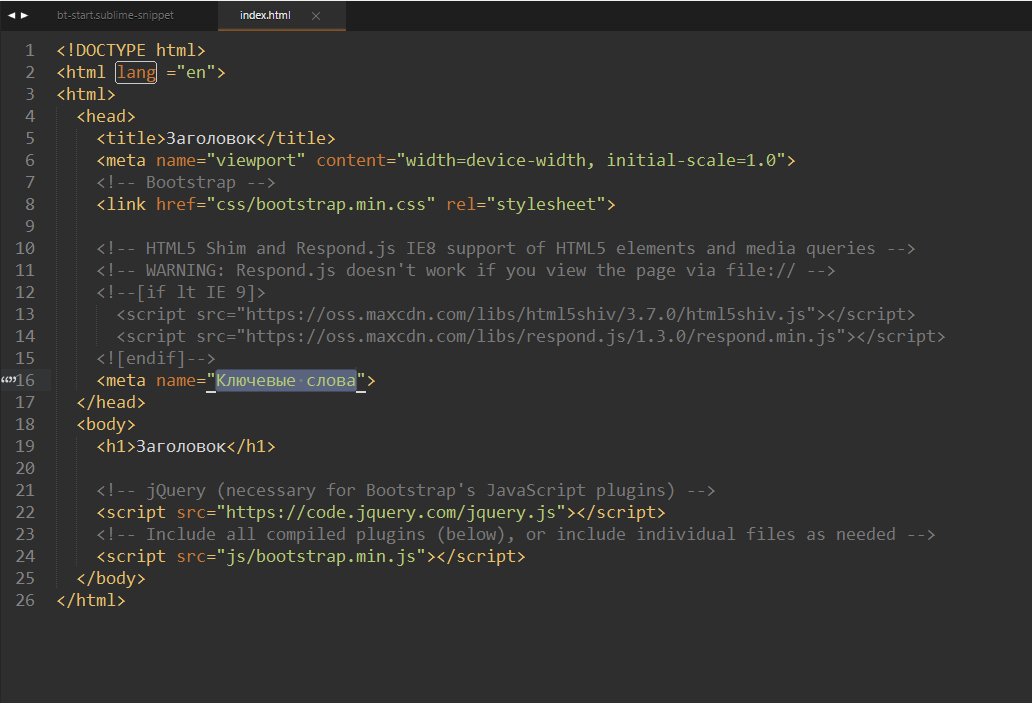 bt-start.sublime-snippet
index.html
1 <!DOCTYPE html>
2 <html lang ="en">
3 <html>
4 <head>
5 <title>Заголовок</title>
6 <meta name="viewport" content="width=device-width, initial-scale=1.0">
7 <!-- Bootstrap -->
8 <link href="css/bootstrap.min.css" rel="stylesheet">
9
10 <!-- HTML5 Shim and Respond.js IE8 support of HTML5 elements and media queries -->
11 <!-- WARNING: Respond.js doesn't work if you view the page via file:// -->
12 <!--[if lt IE 9]>
13 <script src="https://oss.maxcdn.com/libs/html5shiv/3.7.0/html5shiv.js"></script>
14 <script src="https://oss.maxcdn.com/libs/respond.js/1.3.0/respond.min.js"></script>
15 <![endif]-->
16 <meta name="Ключевые слова">
17 </head>
18 <body>
19 <h1>Заголовок</h1>
20
21 <!-- jQuery (necessary for Bootstrap's JavaScript plugins) -->
22 <script src="https://code.jquery.com/jquery.js"></script>
23 <!-- Include all compiled plugins (below), or include individual files as needed -->
24 <script src="js/bootstrap.min.js"></script>
25 </body>
26 </html>